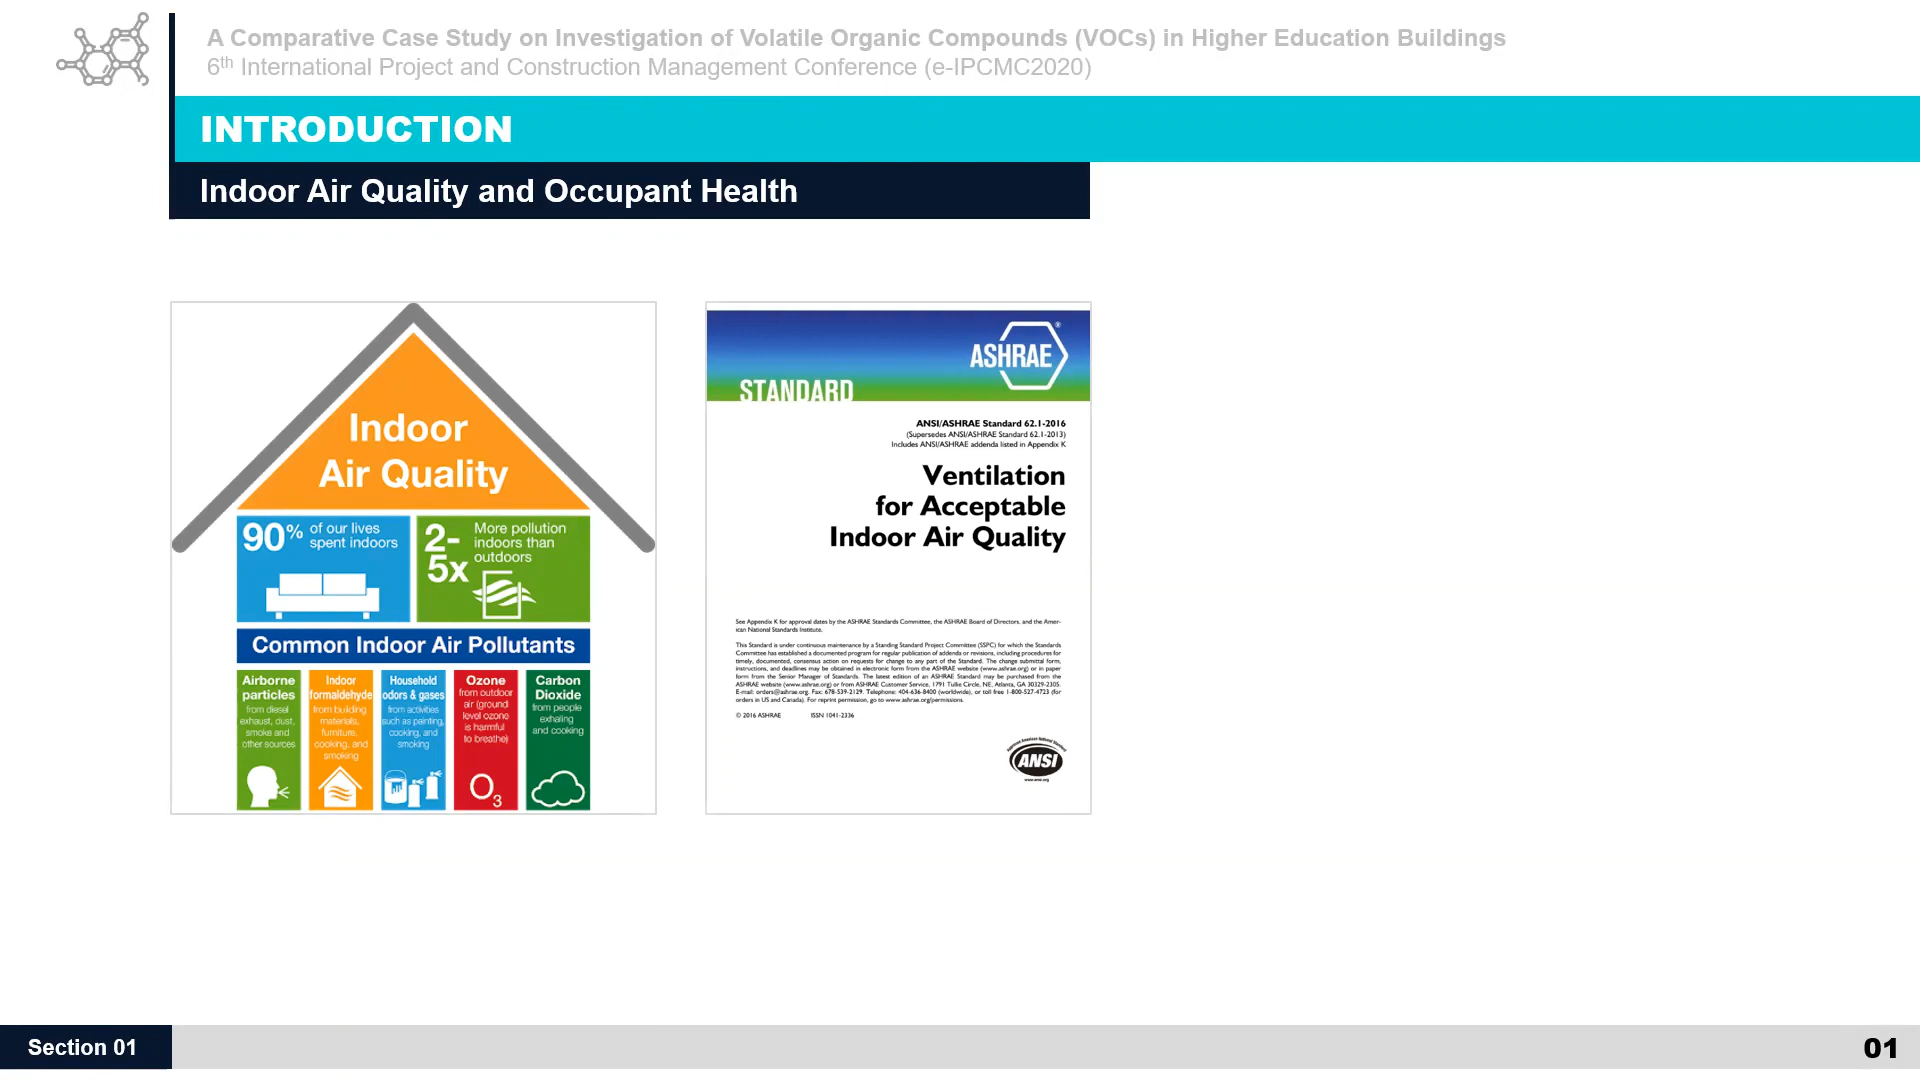 A Comparative Case Study on Investigation of Volatile Organic Compounds (VOCs) in Higher Education Buildings
6th International Project and Construction Management Conference (e-IPCMC2020)
INTRODUCTION
Indoor Air Quality and Occupant Health
Indoor
Air Quality
90% of our lives
spent indoors
2-
5x
More pollution
indoors than
outdoors
Common Indoor Air Pollutants
Airborne
particles
from diesel
exhaust, dust,
smoke and
other sources
Indoor
formaldehyde
from building
materials,
furniture,
cooking, and
smoking
Household
odors & gases
from activities
such as painting,
cooking, and
smoking
Ozone
from outdoor
air (ground
level ozone
is harmful
to breathe)
O3
Carbon
Dioxide
from people
exhaling
and cooking
ASHRAE®
STANDARD
ANSI/ASHRAE Standard 62.1-2016
(Supersedes ANSI/ASHRAE Standard 62.1-2013)
Includes ANSI/ASHRAE addenda listed in Appendix K
Ventilation
for Acceptable
Indoor Air Quality
See Appendix K for approval dates by the ASHRAE Standards Committee, the ASHRAE Board of Directors, and the Amer-
ican National Standards Institute.
This Standard is under continuous maintenance by a Standing Standard Project Committee (SSPC) for which the Standards
Committee has established a documented program for regular publication of addenda or revisions, including procedures for
timely, documented, consensus action on requests for change to any part of the Standard. The change submittal form,
instructions, and deadlines may be obtained in electronic form from the ASHRAE website (www.ashrae.org) or in paper
form from the Senior Manager of Standards. The latest edition of an ASHRAE Standard may be purchased from the
ASHRAE website (www.ashrae.org) or from ASHRAE Customer Service, 1791 Tullie Circle, NE, Atlanta, GA 30329-2305.
E-mail: orders@ashrae.org. Fax: 678-539-2129. Telephone: 404-636-8400 (worldwide), or toll free 1-800-527-4723 (for
orders in US and Canada). For reprint permission, go to www.ashrae.org/permissions.
© 2016 ASHRAE ISSN 1041-2336
Approved American National Standard
ANSI
www.ansi.org
Section 01
01